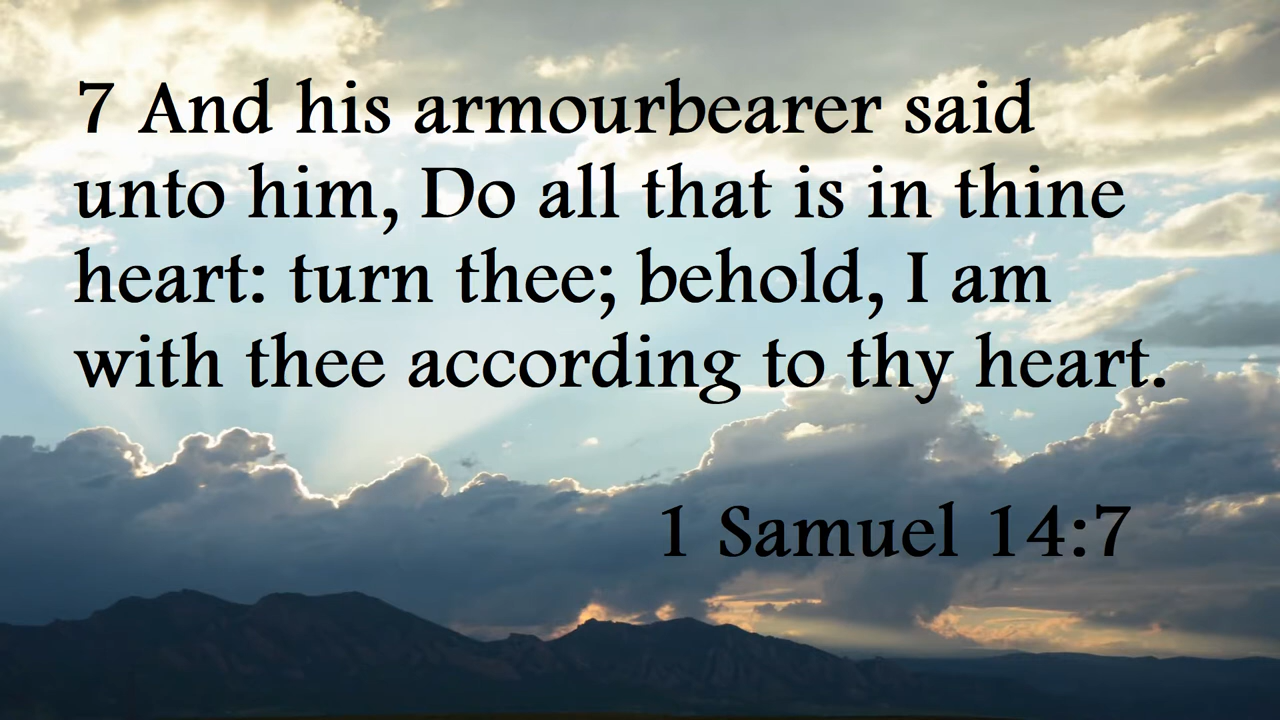 7 And his armourbearer said
unto him, Do all that is in thine
heart: turn thee; behold, I am
with thee according to thy heart.
1 Samuel 14:7